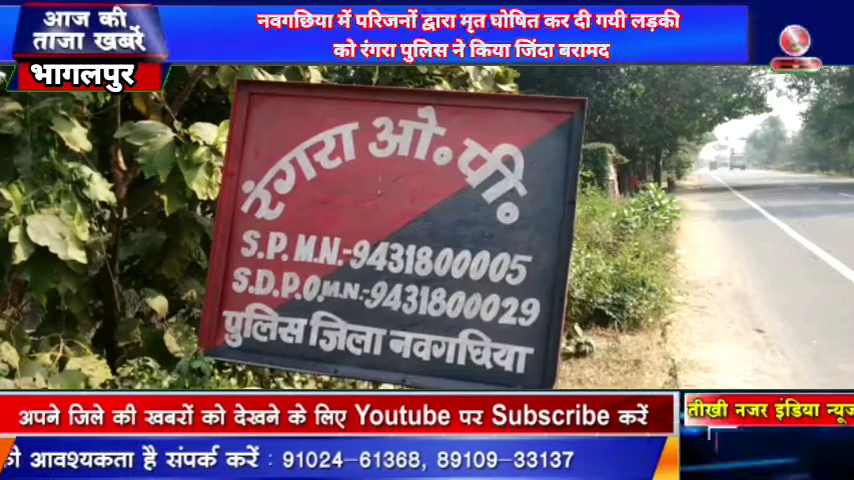 आज की
ताजा खबरें
भागलपुर
नवगछिया में परिजनों द्वारा मृत घोषित कर दी गयी लड़की
को रंगरा पुलिस ने किया जिंदा बरामद
रंगरा ओ. पी.
S.P. M.N.-9431800005
S.D.P.O. M.N.-9431800029
पुलिस जिला नवगछिया
अपने जिले की खबरों को देखने के लिए Youtube पर Subscribe करें
तीखी नजर इंडिया न्यूज
की आवश्यकता है संपर्क करें : 91024-61368, 89109-33137